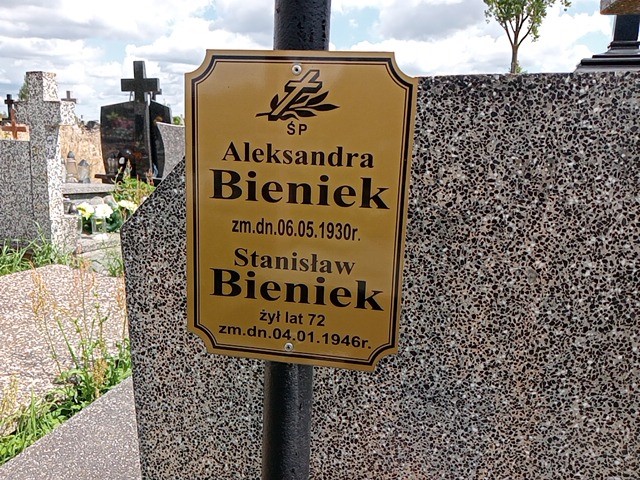 ŚP
Aleksandra
Bieniek
zm.dn.06.05.1930r.
Stanisław
Bieniek
żył lat 72
zm.dn.04.01.1946r.